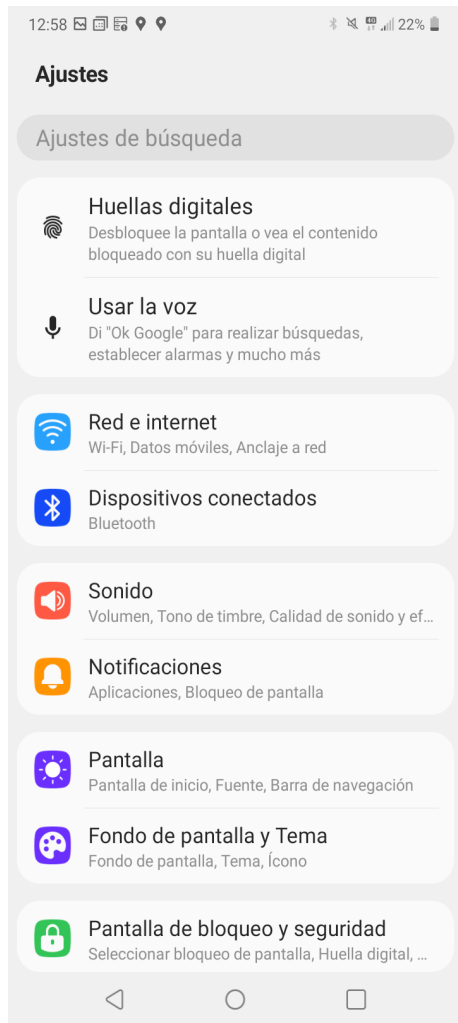 12:58 22%
Ajustes
Ajustes de búsqueda
Huellas digitales
Desbloquee la pantalla o vea el contenido
bloqueado con su huella digital
Usar la voz
Di "Ok Google" para realizar búsquedas,
establecer alarmas y mucho más
Red e internet
Wi-Fi, Datos móviles, Anclaje a red
Dispositivos conectados
Bluetooth
Sonido
Volumen, Tono de timbre, Calidad de sonido y ef...
Notificaciones
Aplicaciones, Bloqueo de pantalla
Pantalla
Pantalla de inicio, Fuente, Barra de navegación
Fondo de pantalla y Tema
Fondo de pantalla, Tema, Ícono
Pantalla de bloqueo y seguridad
Seleccionar bloqueo de pantalla, Huella digital, ...